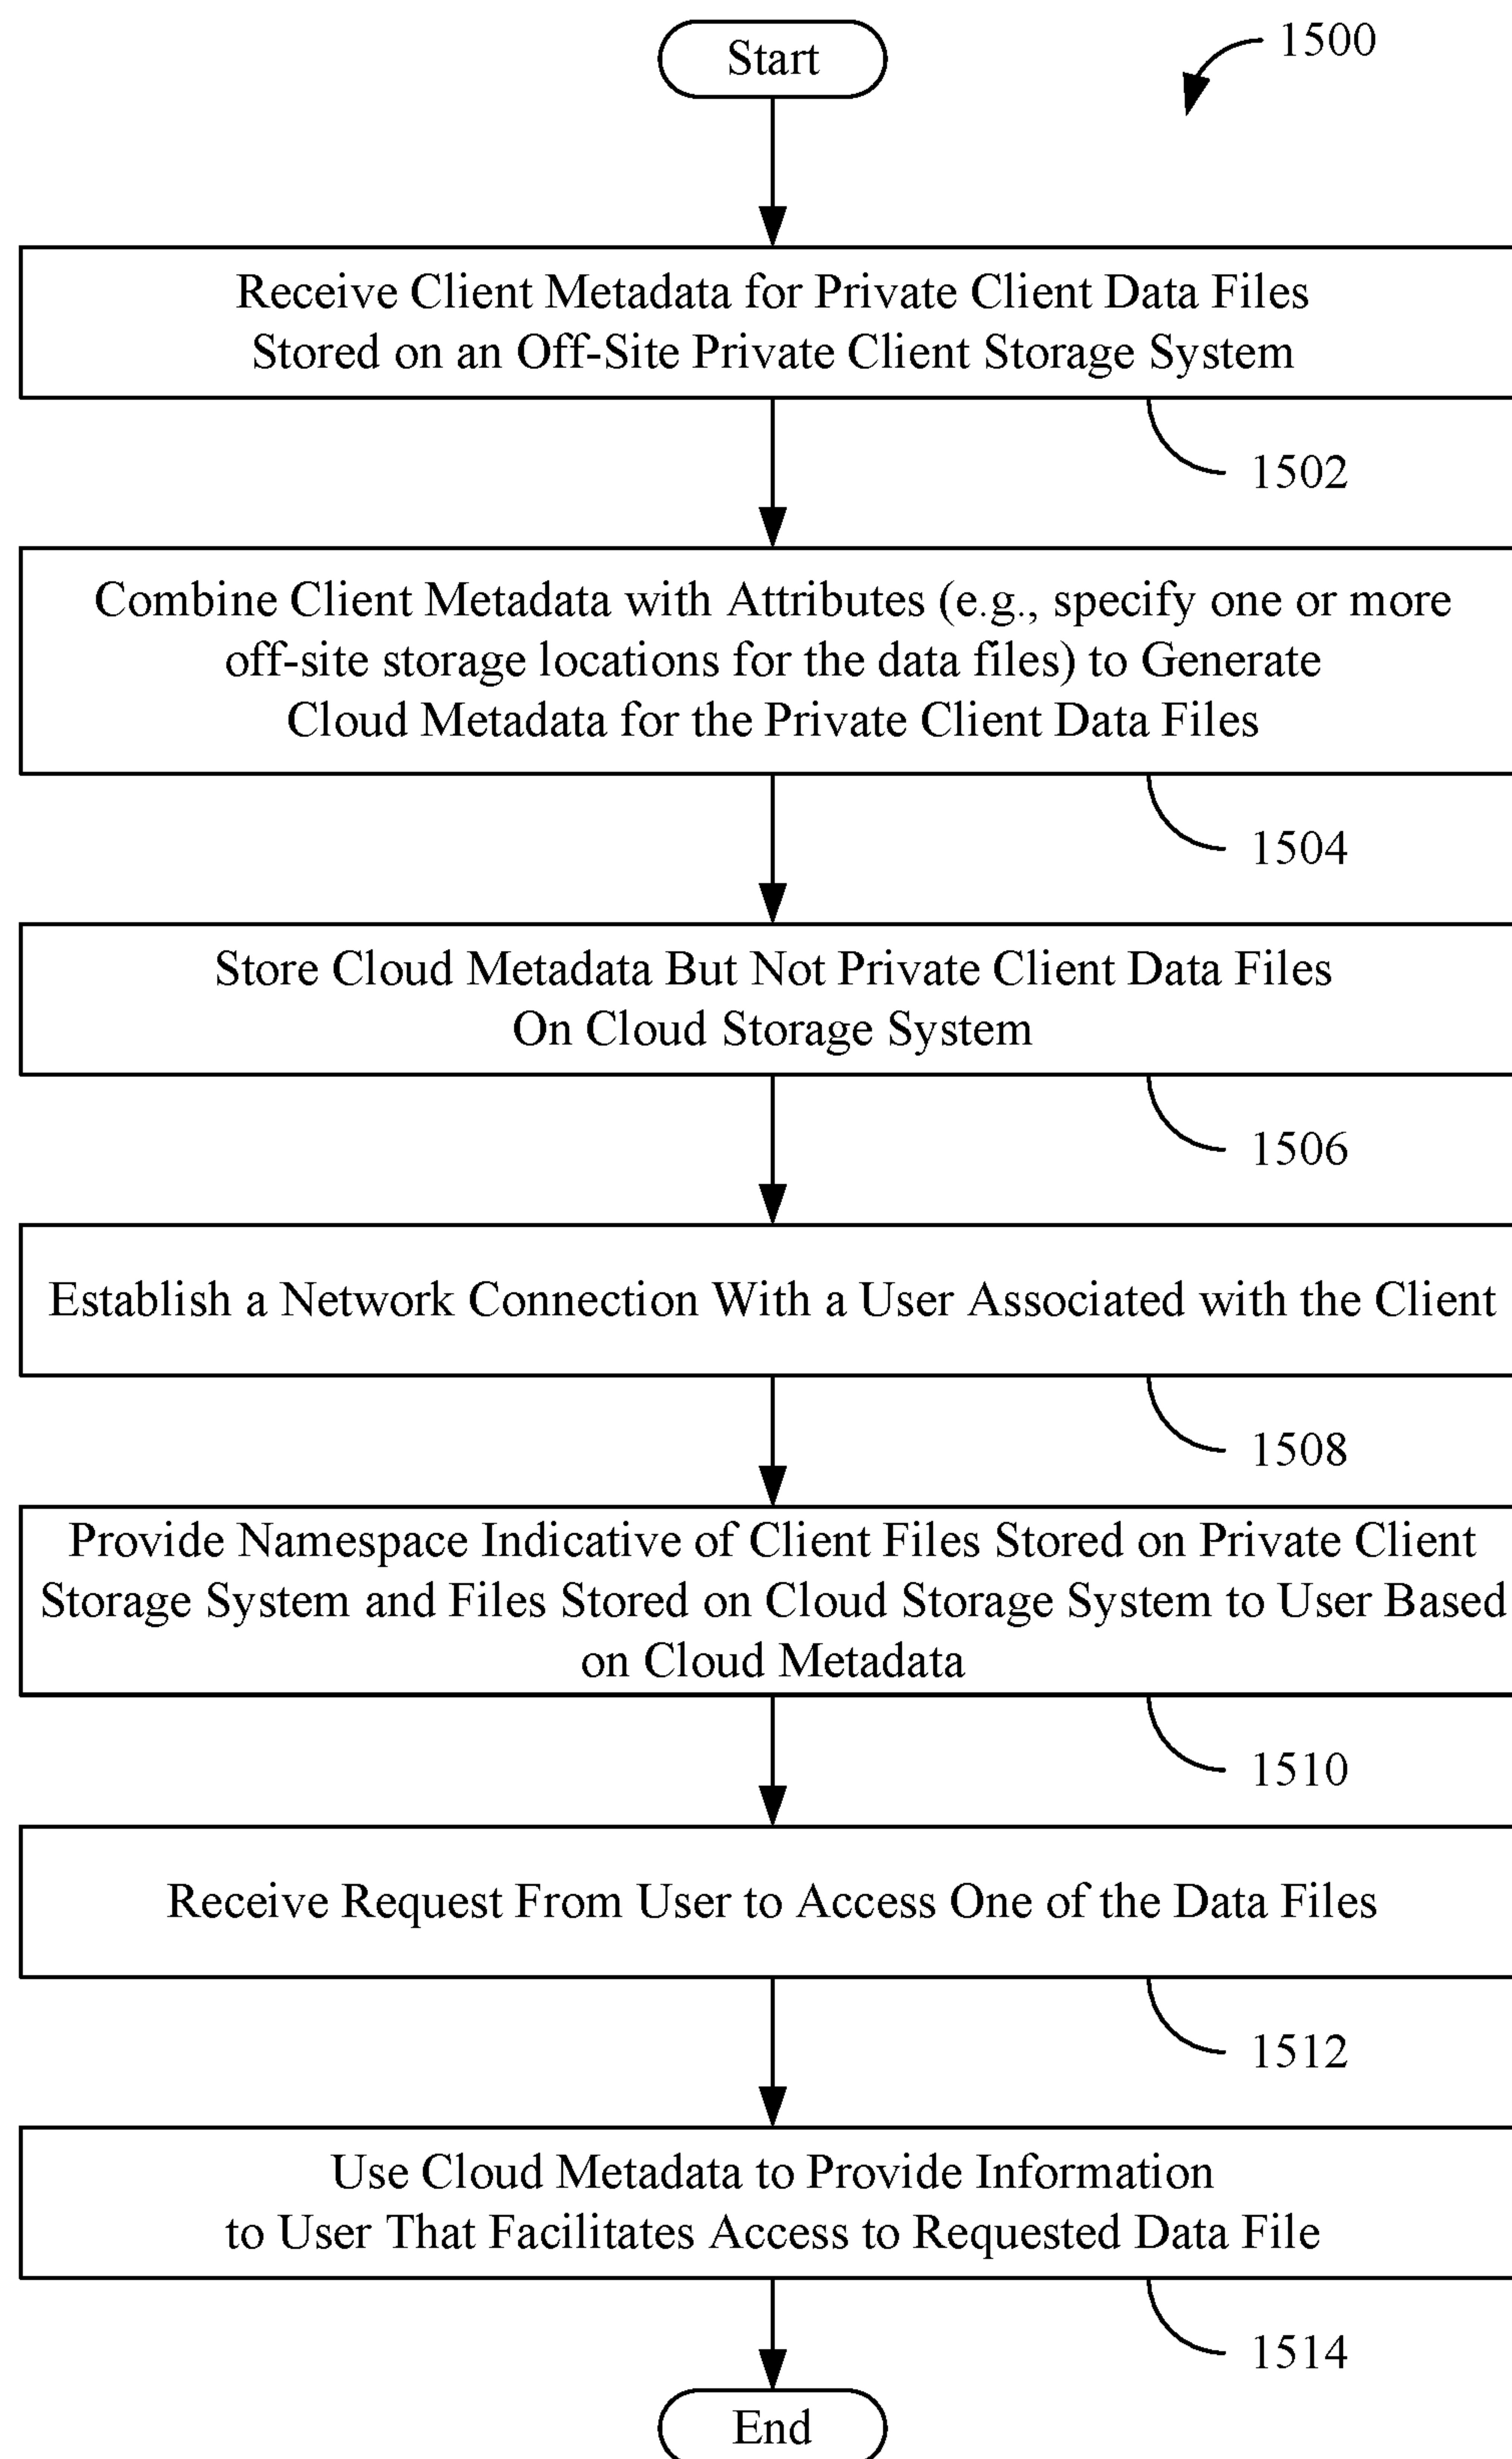 Start
1500
Receive Client Metadata for Private Client Data Files
Stored on an Off-Site Private Client Storage System
1502
Combine Client Metadata with Attributes (e.g., specify one or more
off-site storage locations for the data files) to Generate
Cloud Metadata for the Private Client Data Files
1504
Store Cloud Metadata But Not Private Client Data Files
On Cloud Storage System
1506
Establish a Network Connection With a User Associated with the Client
1508
Provide Namespace Indicative of Client Files Stored on Private Client
Storage System and Files Stored on Cloud Storage System to User Based
on Cloud Metadata
1510
Receive Request From User to Access One of the Data Files
1512
Use Cloud Metadata to Provide Information
to User That Facilitates Access to Requested Data File
1514
End